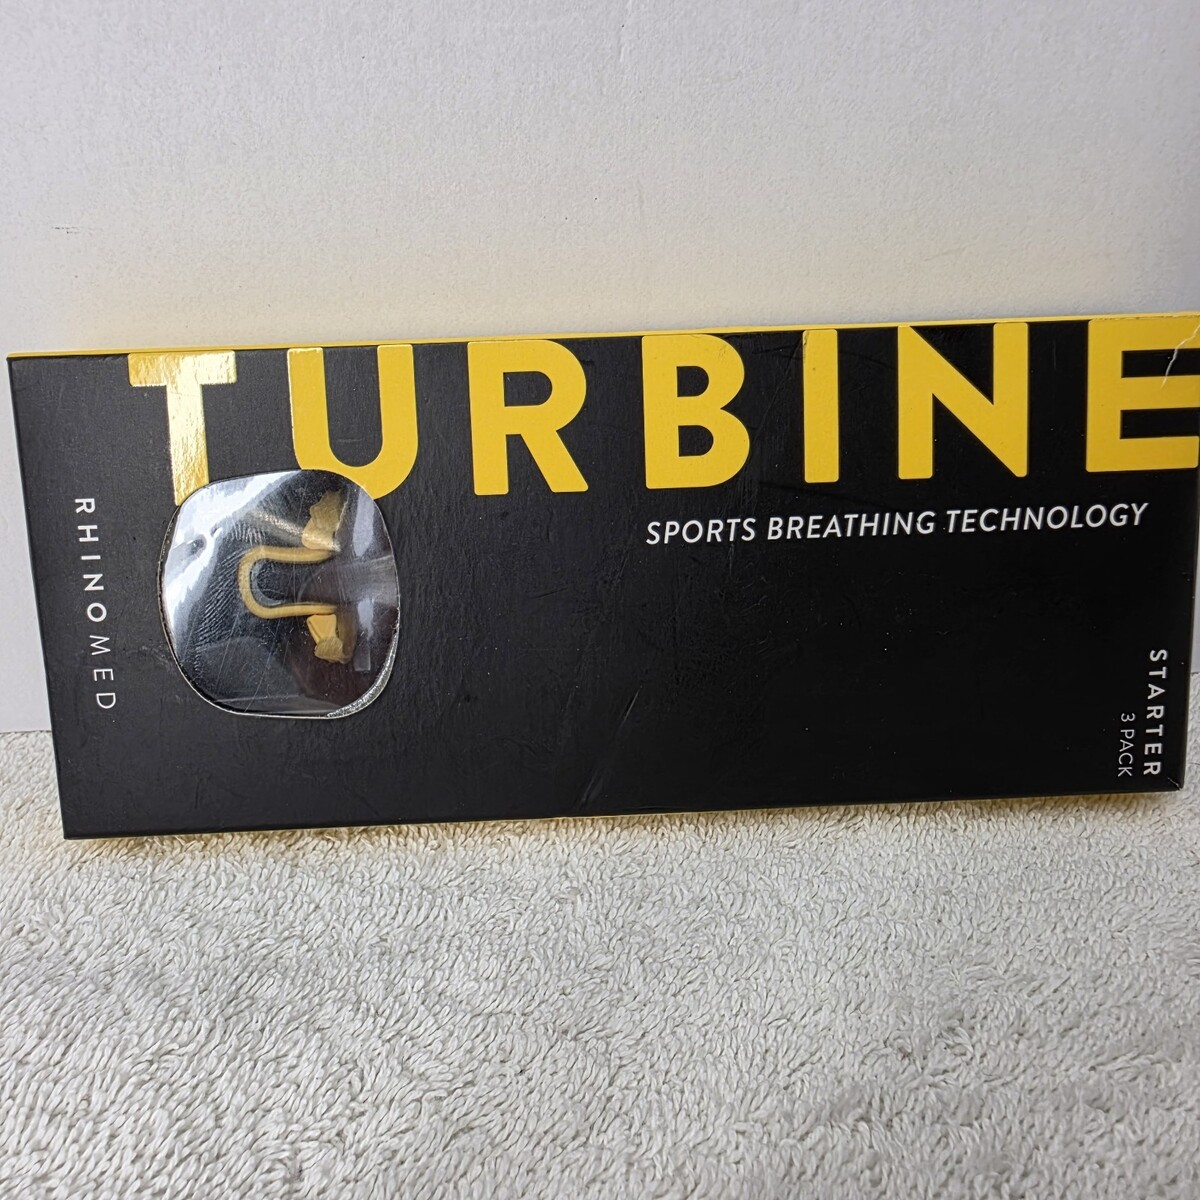 TURBINE
SPORTS BREATHING TECHNOLOGY
RHINOMED
STARTER
3 PACK